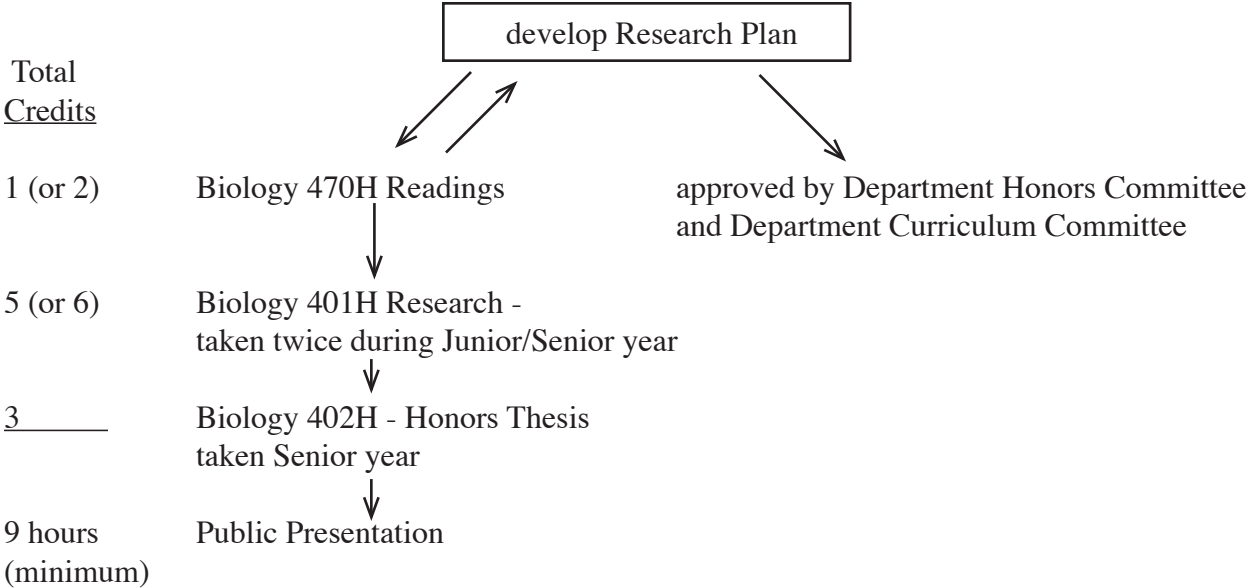 develop Research Plan
Total
Credits
1 (or 2) Biology 470H Readings approved by Department Honors Committee
and Department Curriculum Committee
5 (or 6) Biology 401H Research -
taken twice during Junior/Senior year
3 Biology 402H - Honors Thesis
taken Senior year
9 hours Public Presentation
(minimum)